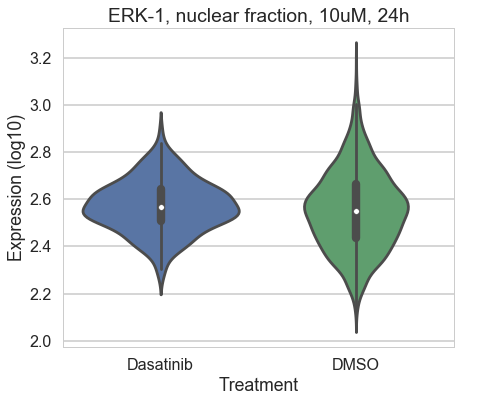 ERK-1, nuclear fraction, 10uM, 24h
Expression (log10)
3.2
3.0
2.8
2.6
2.4
2.2
2.0
Dasatinib DMSO
Treatment